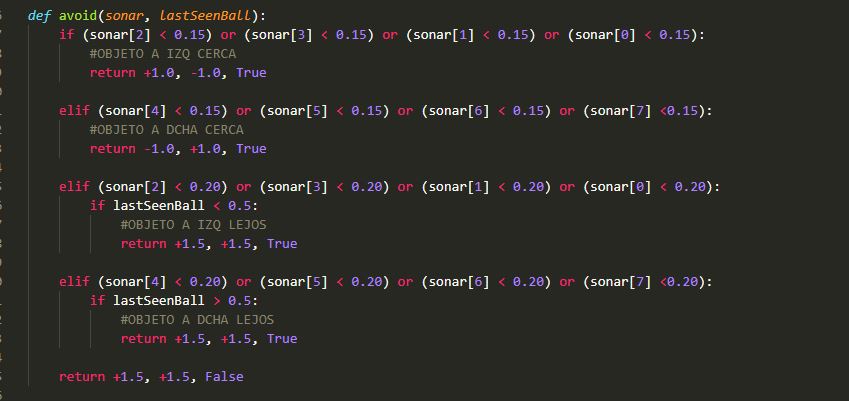 def avoid(sonar, lastSeenBall):
    if (sonar[2] < 0.15) or (sonar[3] < 0.15) or (sonar[1] < 0.15) or (sonar[0] < 0.15):
        #OBJETO A IZQ CERCA
        return +1.0, -1.0, True
    elif (sonar[4] < 0.15) or (sonar[5] < 0.15) or (sonar[6] < 0.15) or (sonar[7] <0.15):
        #OBJETO A DCHA CERCA
        return -1.0, +1.0, True
    elif (sonar[2] < 0.20) or (sonar[3] < 0.20) or (sonar[1] < 0.20) or (sonar[0] < 0.20):
        if lastSeenBall < 0.5:
            #OBJETO A IZQ LEJOS
            return +1.5, +1.5, True
    elif (sonar[4] < 0.20) or (sonar[5] < 0.20) or (sonar[6] < 0.20) or (sonar[7] <0.20):
        if lastSeenBall > 0.5:
            #OBJETO A DCHA LEJOS
            return +1.5, +1.5, True
    return +1.5, +1.5, False